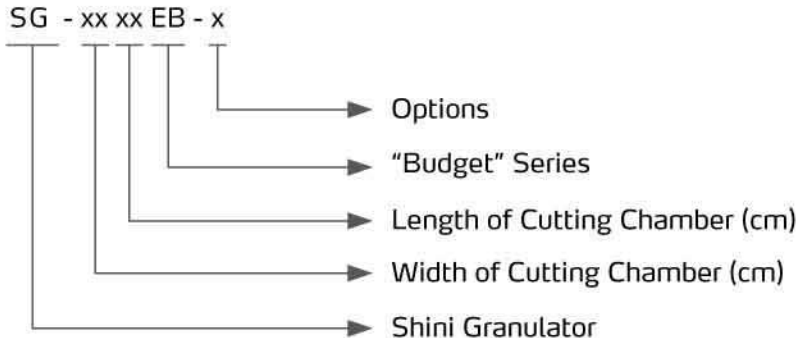 SG - xx xx EB - x
Options
“Budget” Series
Length of Cutting Chamber (cm)
Width of Cutting Chamber (cm)
Shini Granulator